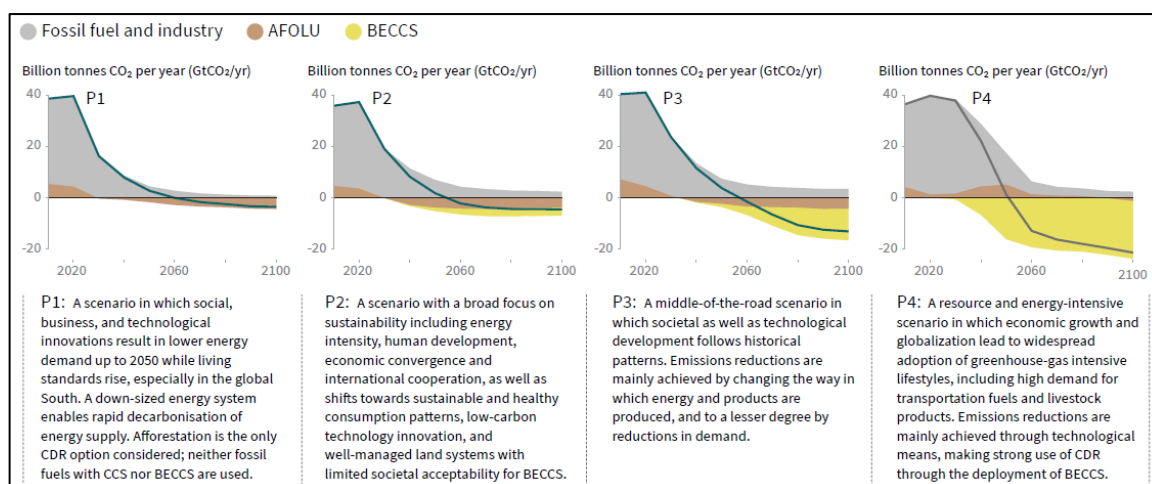 Fossil fuel and industry AFOLU BECCS
Billion tonnes CO₂ per year (GtCO₂/yr)
40
P1
20
0
-20
2020 2060 2100
Billion tonnes CO₂ per year (GtCO₂/yr)
40
P2
20
0
-20
2020 2060 2100
Billion tonnes CO₂ per year (GtCO₂/yr)
40
P3
20
0
-20
2020 2060 2100
Billion tonnes CO₂ per year (GtCO₂/yr)
40
P4
20
0
-20
2020 2060 2100
P1: A scenario in which social,
business, and technological
innovations result in lower energy
demand up to 2050 while living
standards rise, especially in the global
South. A down-sized energy system
enables rapid decarbonisation of
energy supply. Afforestation is the only
CDR option considered; neither fossil
fuels with CCS nor BECCS are used.
P2: A scenario with a broad focus on
sustainability including energy
intensity, human development,
economic convergence and
international cooperation, as well as
shifts towards sustainable and healthy
consumption patterns, low-carbon
technology innovation, and
well-managed land systems with
limited societal acceptability for BECCS.
P3: A middle-of-the-road scenario in
which societal as well as technological
development follows historical
patterns. Emissions reductions are
mainly achieved by changing the way in
which energy and products are
produced, and to a lesser degree by
reductions in demand.
P4: A resource and energy-intensive
scenario in which economic growth and
globalization lead to widespread
adoption of greenhouse-gas intensive
lifestyles, including high demand for
transportation fuels and livestock
products. Emissions reductions are
mainly achieved through technological
means, making strong use of CDR
through the deployment of BECCS.